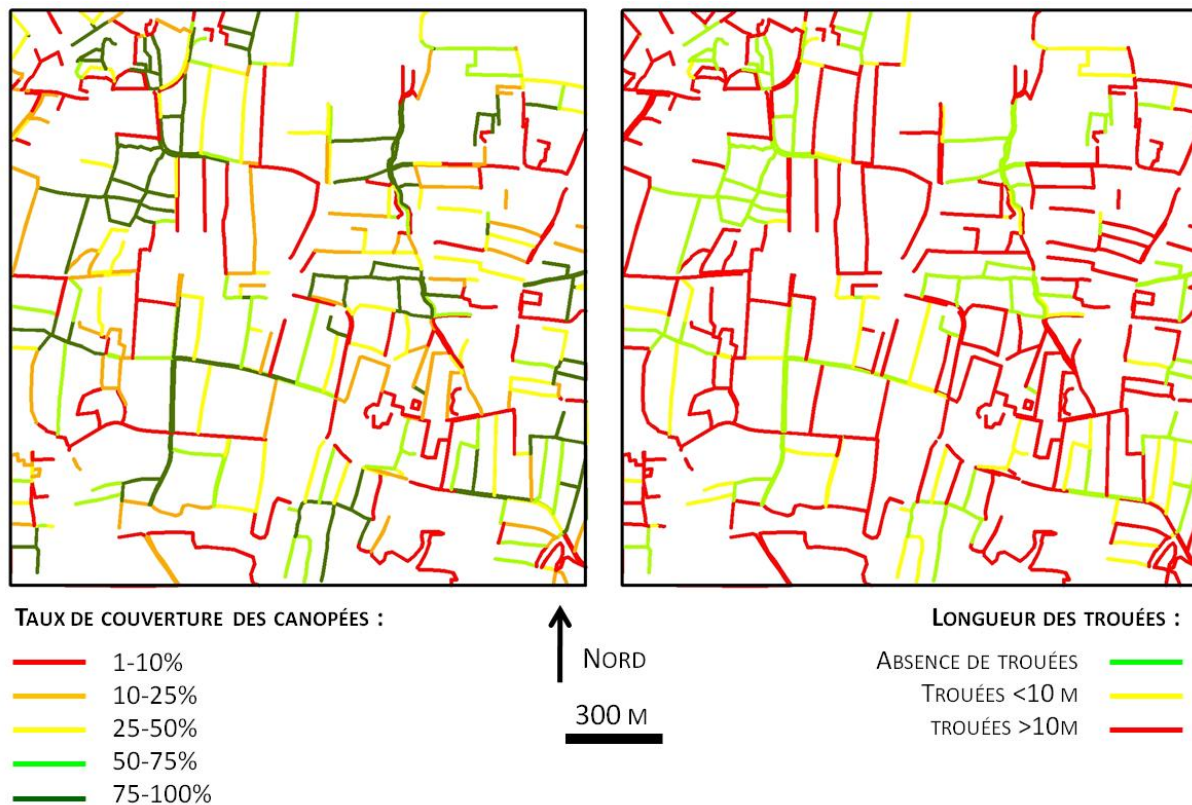 TAUX DE COUVERTURE DES CANOPÉES :
1-10%
10-25%
25-50%
50-75%
75-100%
NORD
300 M
LONGUEUR DES TROUÉES :
ABSENCE DE TROUÉES
TROUÉES <10 M
TROUÉES >10M